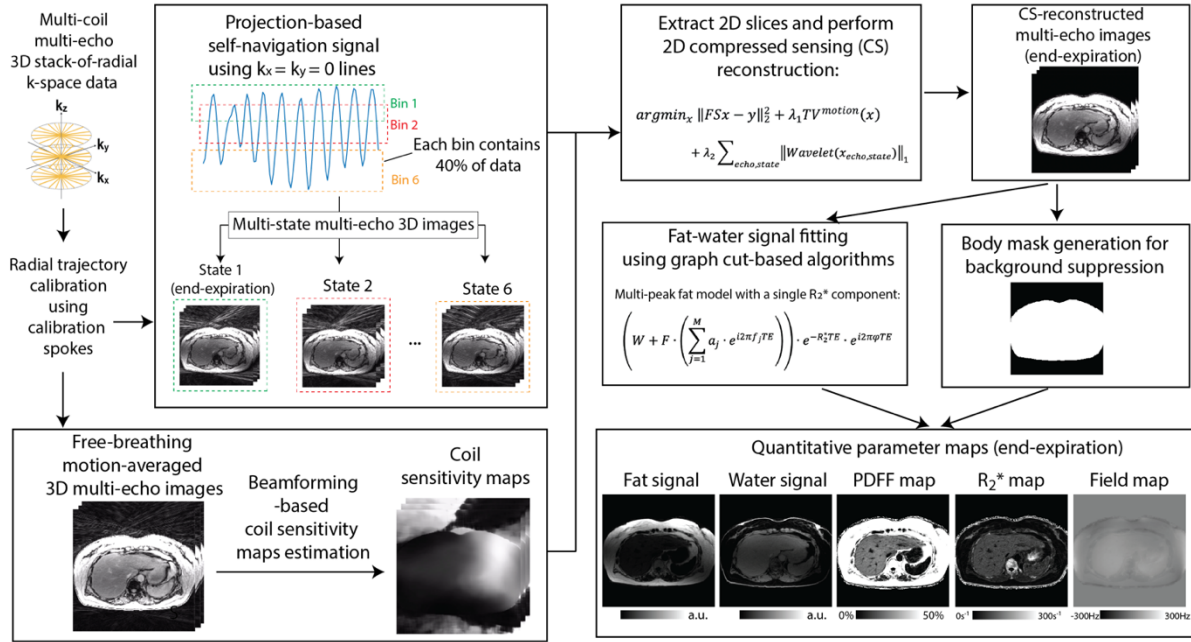 Multi-coil
multi-echo
3D stack-of-radial
k-space data
kz
ky
kx
Radial trajectory
calibration
using
calibration
spokes
Projection-based
self-navigation signal
using kx = ky = 0 lines
Bin 1
Bin 2
Each bin contains
40% of data
Bin 6
Multi-state multi-echo 3D images
State 1
(end-expiration)
State 2
...
State 6
Free-breathing
motion-averaged
3D multi-echo images
Beamforming
-based
coil sensitivity
maps estimation
Coil
sensitivity maps
Extract 2D slices and perform
2D compressed sensing (CS)
reconstruction:
argminₓ ‖FSx − y‖₂² + λ₁TV^motion(x)
+ λ₂ ∑_echo,state ‖Wavelet(x_echo,state)‖₁
CS-reconstructed
multi-echo images
(end-expiration)
Fat-water signal fitting
using graph cut-based algorithms
Multi-peak fat model with a single R₂* component:
(W + F · (∑_{j=1}^{M} a_j · e^{i2πf_jTE})) · e^{−R₂*TE} · e^{i2πφTE}
Body mask generation for
background suppression
Quantitative parameter maps (end-expiration)
Fat signal
Water signal
PDFF map
R₂* map
Field map
a.u.
a.u.
0%
50%
0s⁻¹
300s⁻¹
-300Hz
300Hz